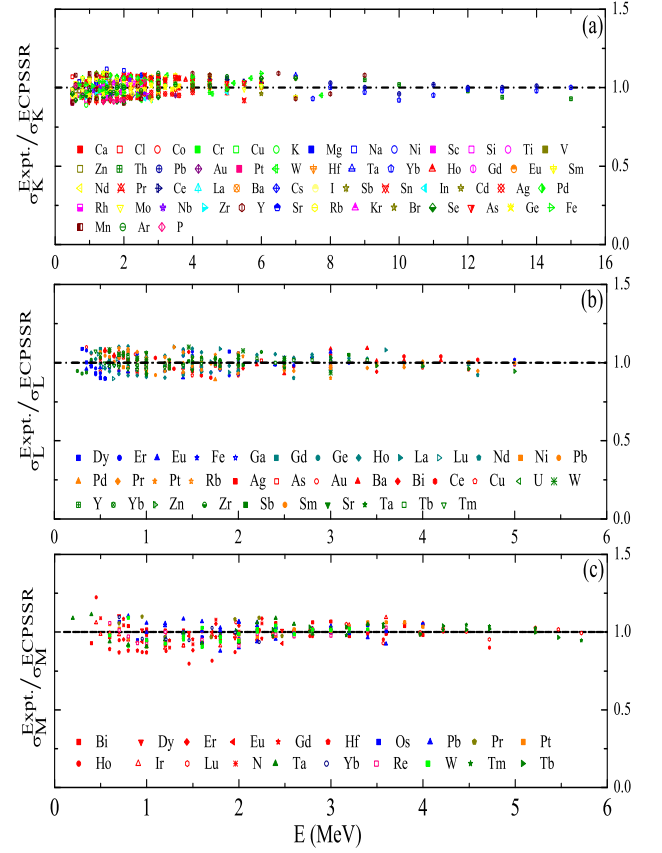 (a)
1.5
1.0
0.5
0.0
σ_K^Expt./σ_K^ECPSSR
Ca Cl Co Cr Cu K Mg Na Ni Sc Si Ti V
Zn Th Pb Au Pt W Hf Ta Yb Ho Gd Eu Sm
Nd Pr Ce La Ba Cs I Sb Sn In Cd Ag Pd
Rh Mo Nb Zr Y Sr Rb Kr Br Se As Ge Fe
Mn Ar P
0 2 4 6 8 10 12 14 16
(b)
1.5
1.0
0.5
0.0
σ_L^Expt./σ_L^ECPSSR
Dy Er Eu Fe Ga Gd Ge Ho La Lu Nd Ni Pb
Pd Pr Pt Rb Ag As Au Ba Bi Ce Cu U W
Y Yb Zn Zr Sb Sm Sr Ta Tb Tm
0 1 2 3 4 5 6
(c)
1.5
1.0
0.5
0.0
σ_M^Expt./σ_M^ECPSSR
Bi Dy Er Eu Gd Hf Os Pb Pr Pt
Ho Ir Lu N Ta Yb Re W Tm Tb
0 1 2 3 4 5 6
E (MeV)